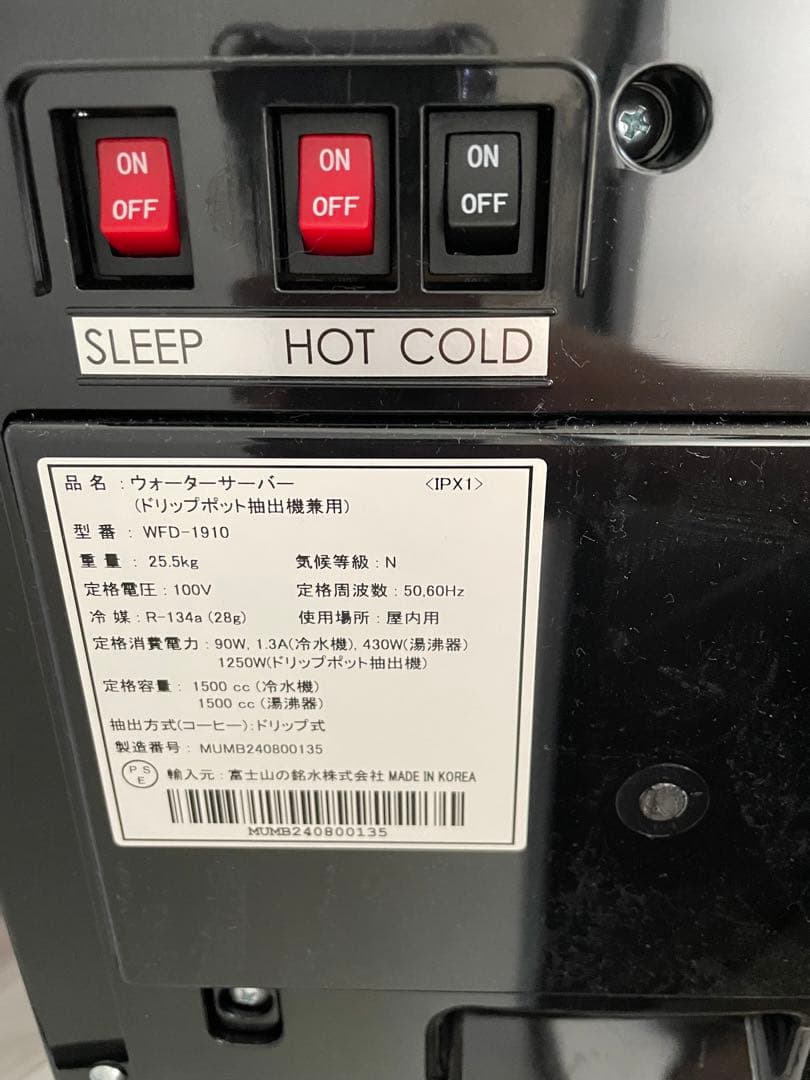 ON ON ON
OFF OFF OFF
SLEEP HOT COLD
品名:ウォーターサーバー <IPX1>
(ドリップポット抽出機兼用)
型番: WFD-1910
重量: 25.5kg 気候等級:N
定格電圧:100V 定格周波数:50,60Hz
冷媒:R-134a (28g) 使用場所:屋内用
定格消費電力:90W, 1.3A(冷水機), 430W(湯沸器)
1250W(ドリップポット抽出機)
定格容量: 1500 cc (冷水機)
1500 cc (湯沸器)
抽出方式(コーヒー):ドリップ式
製造番号: MUMB240800135
PSE 輸入元:富士山の銘水株式会社 MADE IN KOREA
MUMB240800135